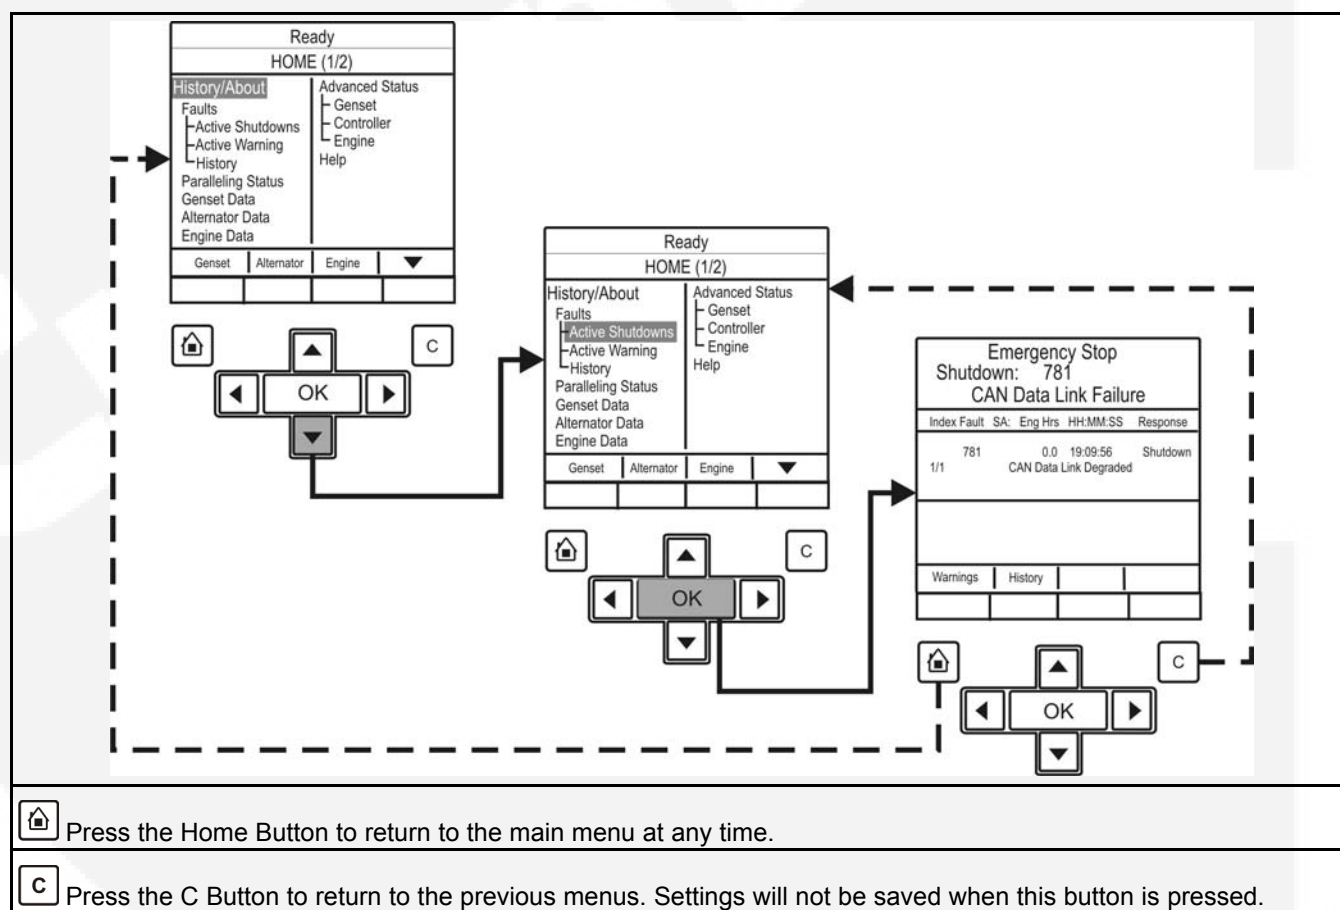 Ready
HOME (1/2)
History/About
Faults
Active Shutdowns
Active Warning
History
Paralleling Status
Genset Data
Alternator Data
Engine Data
Advanced Status
Genset
Controller
Engine
Help
Genset Alternator Engine
C
OK
Ready
HOME (1/2)
History/About
Faults
Active Shutdowns
Active Warning
History
Paralleling Status
Genset Data
Alternator Data
Engine Data
Advanced Status
Genset
Controller
Engine
Help
Genset Alternator Engine
C
OK
Emergency Stop
Shutdown: 781
CAN Data Link Failure
Index Fault SA: Eng Hrs HH:MM:SS Response
781 0.0 19:09:56 Shutdown
1/1 CAN Data Link Degraded
Warnings History
C
OK
Press the Home Button to return to the main menu at any time.
C Press the C Button to return to the previous menus. Settings will not be saved when this button is pressed.